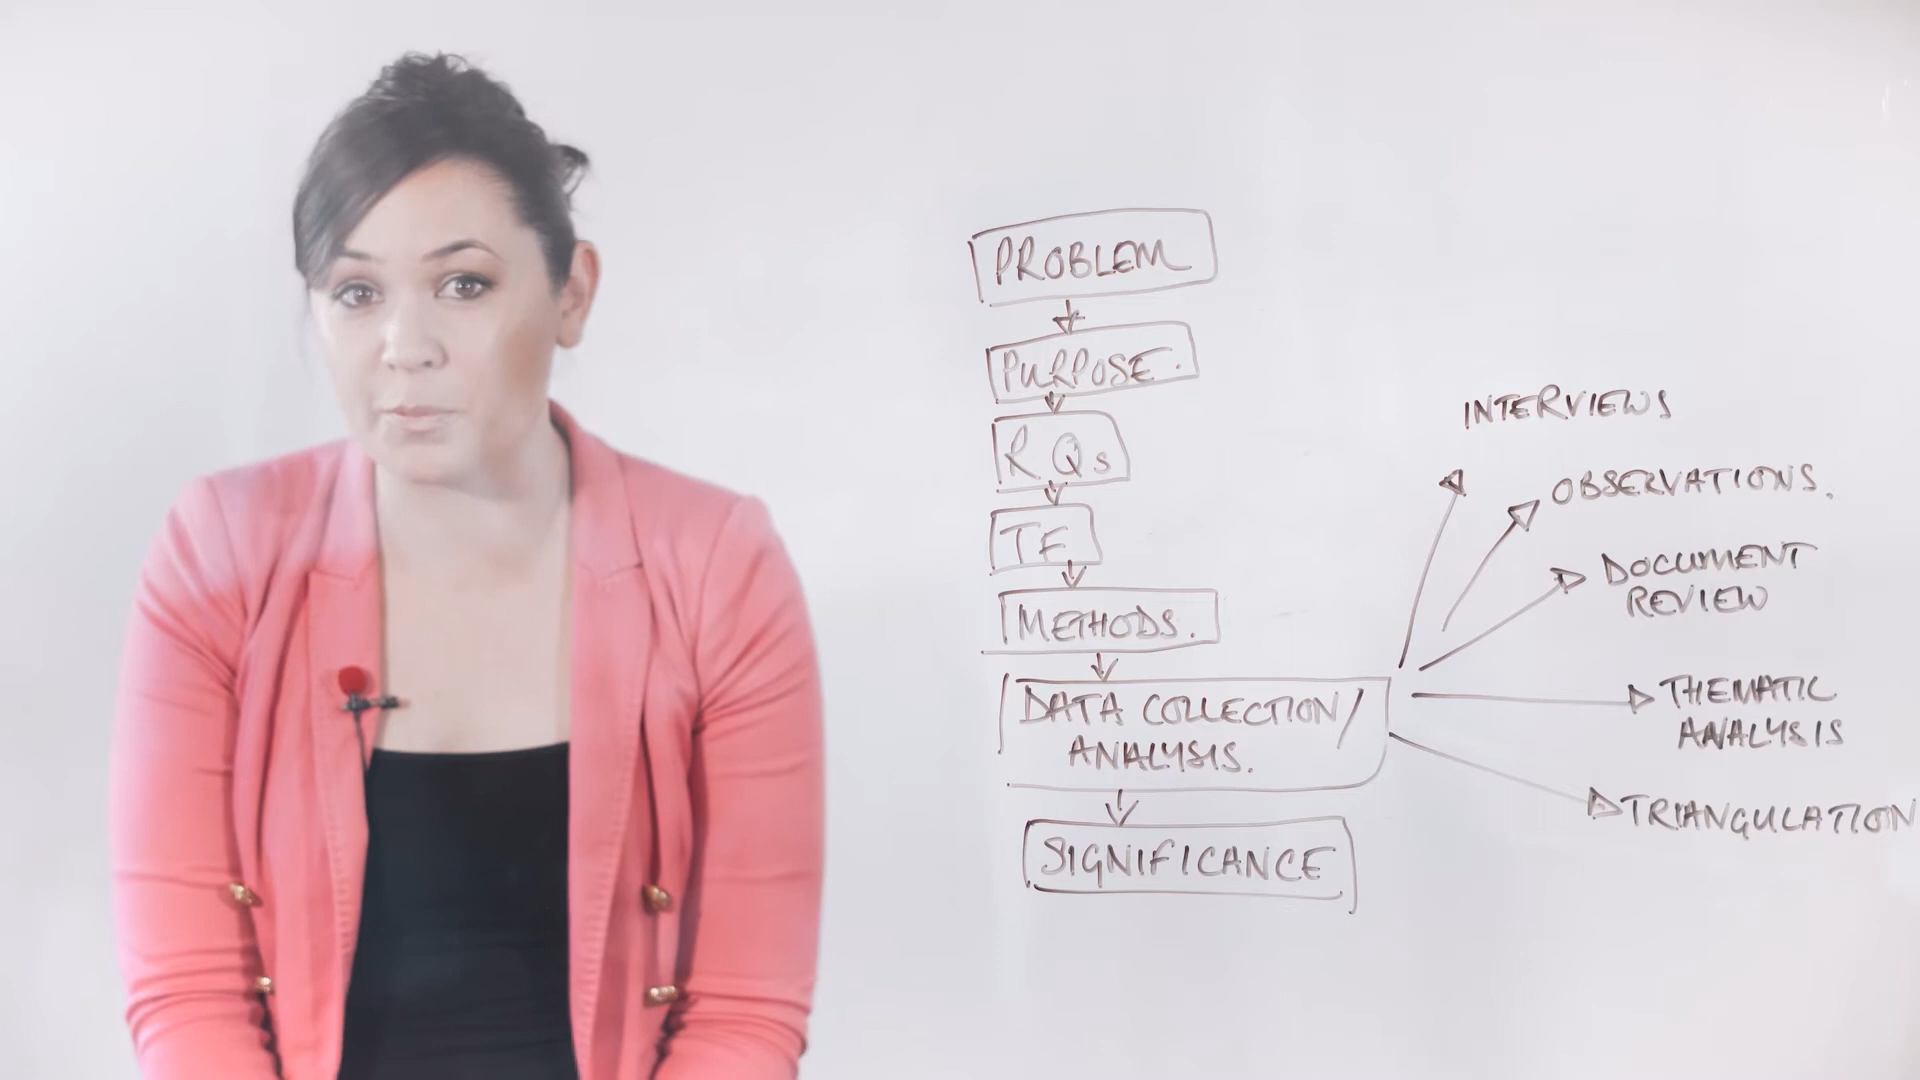 PROBLEM
PURPOSE.
RQs
TF
METHODS.
DATA COLLECTION/
ANALYSIS.
SIGNIFICANCE
INTERVIEWS
OBSERVATIONS.
DOCUMENT
REVIEW
THEMATIC
ANALYSIS
TRIANGULATION